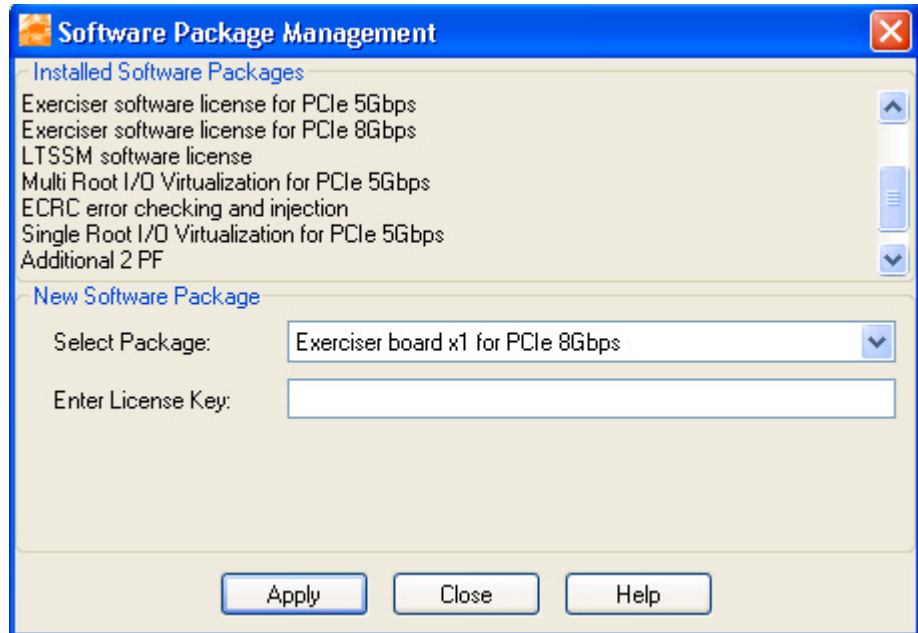 Software Package Management
Installed Software Packages
Exerciser software license for PCIe 5Gbps
Exerciser software license for PCIe 8Gbps
LTSSM software license
Multi Root I/O Virtualization for PCIe 5Gbps
ECRC error checking and injection
Single Root I/O Virtualization for PCIe 5Gbps
Additional 2 PF
New Software Package
Select Package: Exerciser board x1 for PCIe 8Gbps
Enter License Key:
Apply Close Help